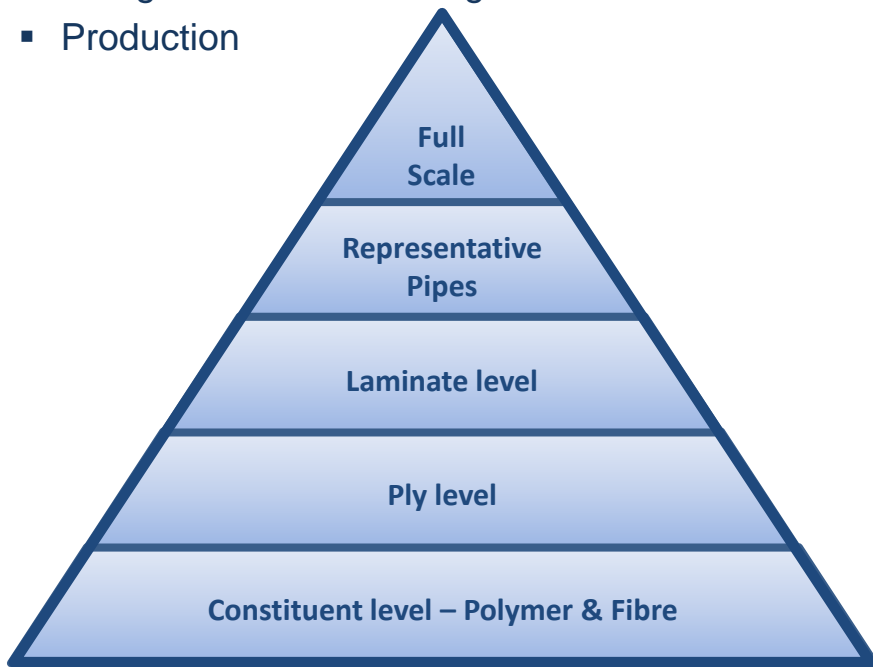 ▪ Production
Full
Scale
Representative
Pipes
Laminate level
Ply level
Constituent level – Polymer & Fibre